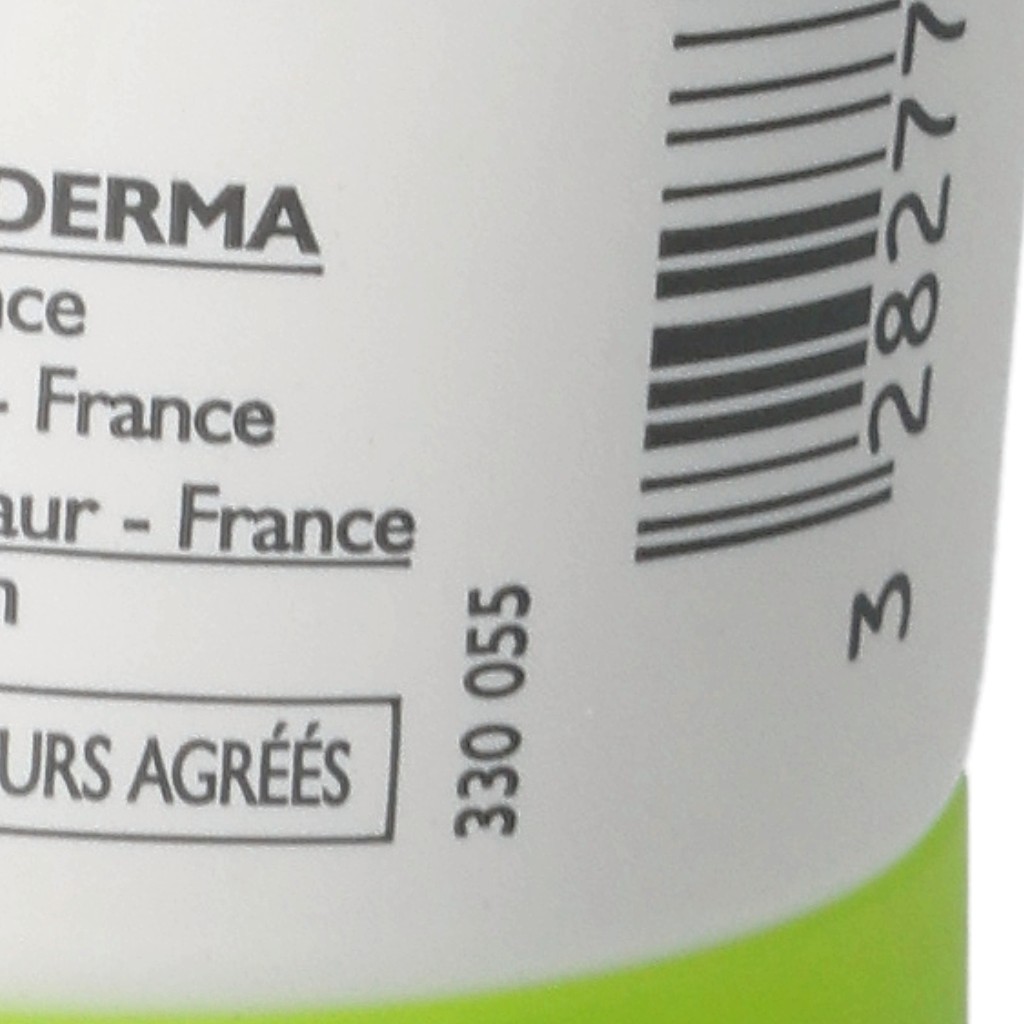 DERMA
nce
- France
aur - France
n
URS AGRÉÉS
330 055
3 28277